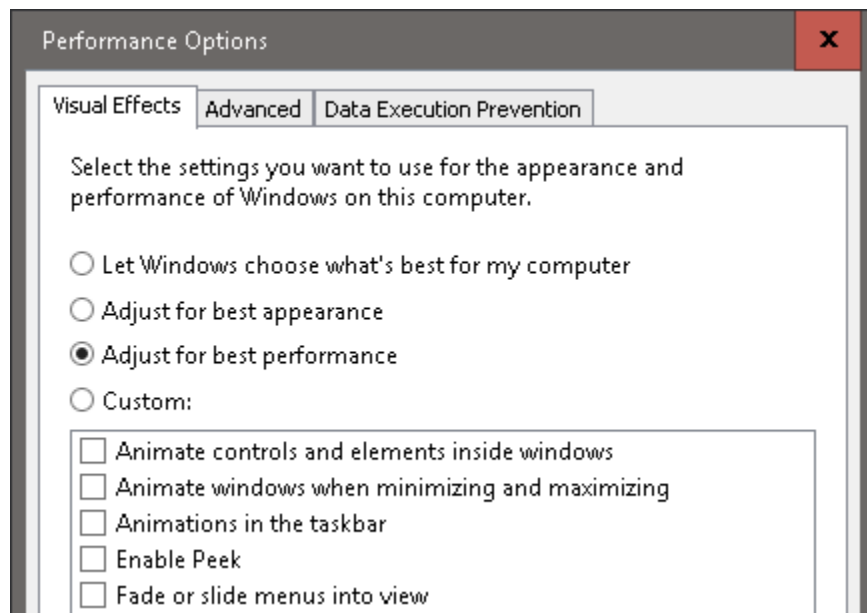 Performance Options
x
Visual Effects
Advanced
Data Execution Prevention
Select the settings you want to use for the appearance and
performance of Windows on this computer.
Let Windows choose what's best for my computer
Adjust for best appearance
Adjust for best performance
Custom:
Animate controls and elements inside windows
Animate windows when minimizing and maximizing
Animations in the taskbar
Enable Peek
Fade or slide menus into view